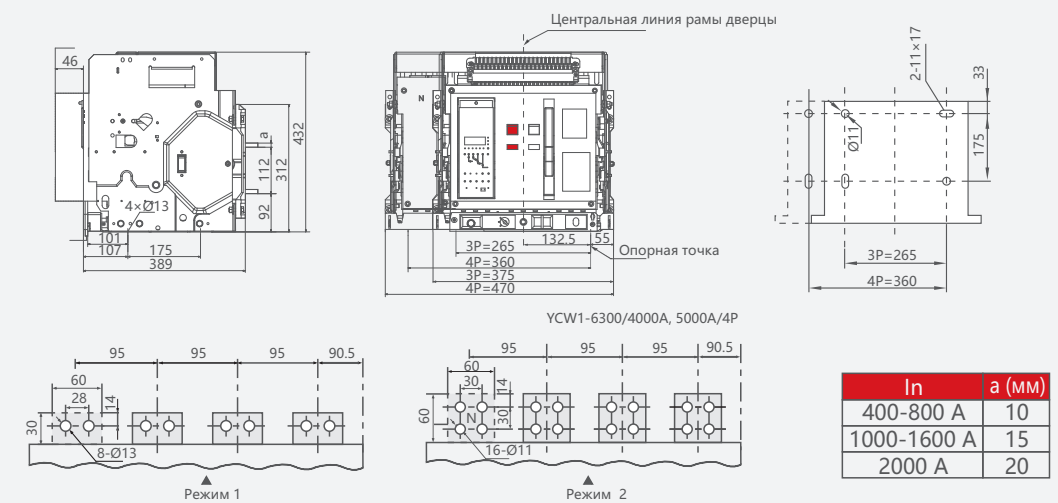 Центральная линия рамы дверцы
46
a
432
112
312
4ר13
92
101
107
175
389
N
132.5
55
3P=265
Опорная точка
4P=360
3P=375
4P=470
2-11×17
33
Ø11
175
3P=265
4P=360
YCW1-6300/4000A, 5000A/4P
95
95
95
90.5
60
28
14
30
8-Ø13
Режим 1
95
95
95
90.5
60
30
14
60
N
30
16-Ø11
Режим 2
In a (мм)
400-800 A 10
1000-1600 A 15
2000 A 20